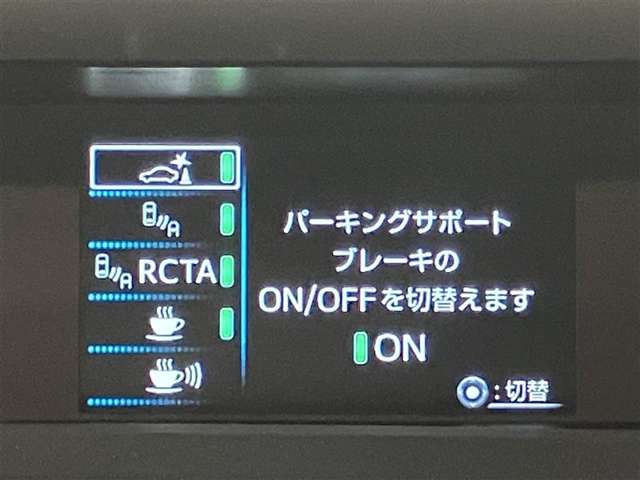 RCTA
パーキングサポート
ブレーキの
ON/OFFを切替えます
ON
:切替